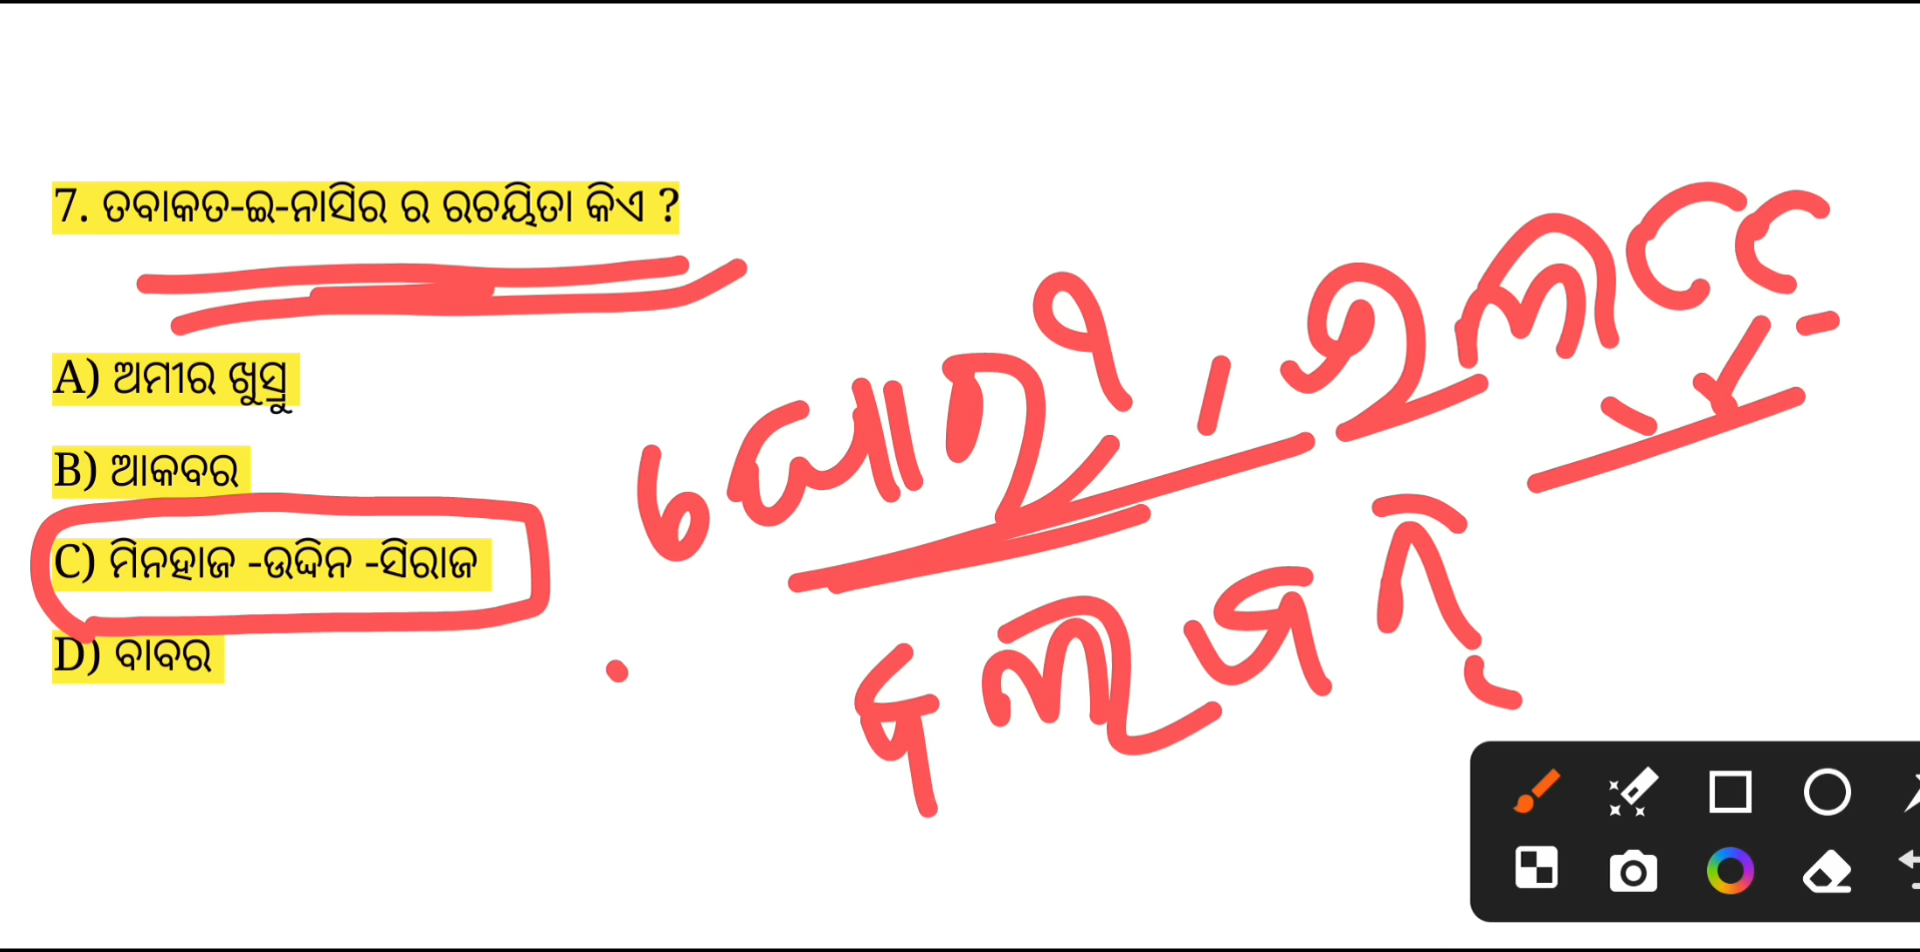 7. ତବାକତ-ଇ-ନାସିର ର ରଚୟିତା କିଏ ?
A) ଅମୀର ଖୁସ୍ରୁ
B) ଆକବର
C) ମିନହାଜ -ଉଦ୍ଦିନ -ସିରାଜ
D) ବାବର
ଘୋରୀ,